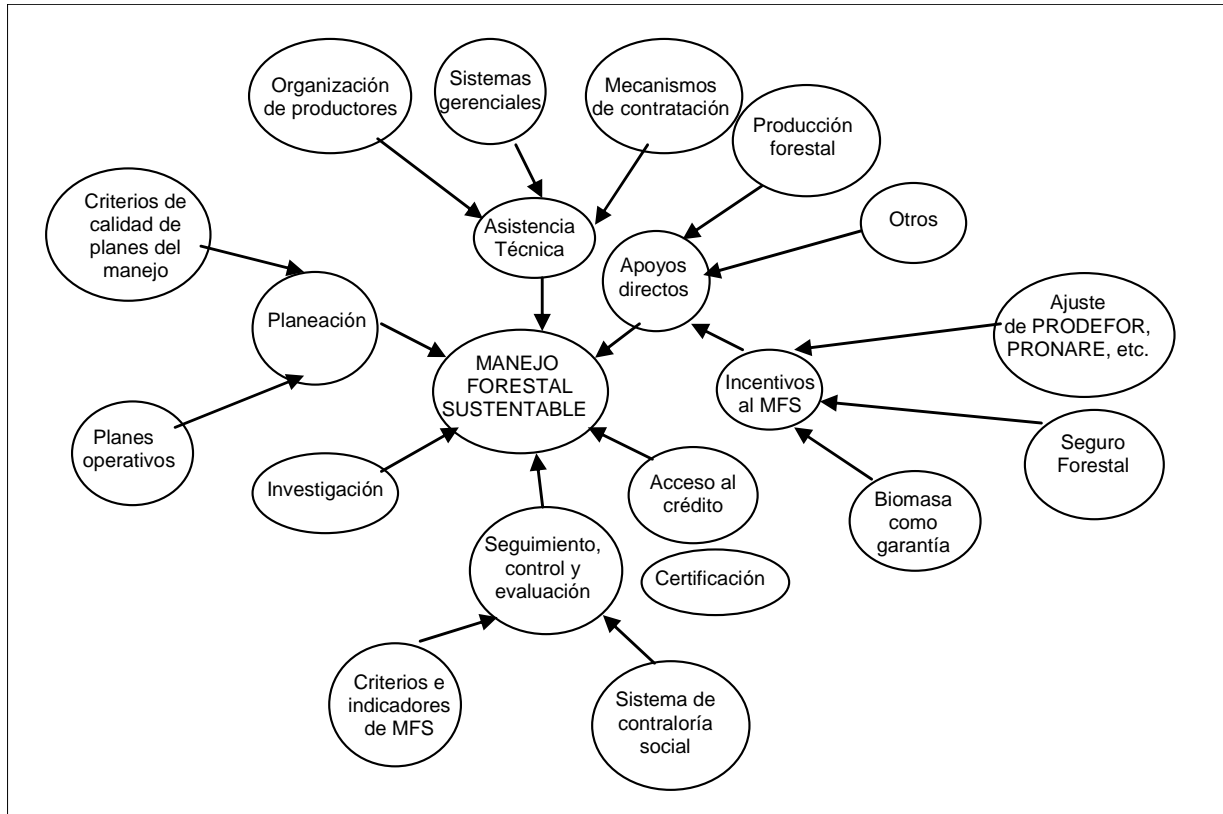 Organización
de productores
Sistemas
gerenciales
Mecanismos
de contratación
Producción
forestal
Criterios de
calidad de
planes del
manejo
Asistencia
Técnica
Otros
Apoyos
directos
Planeación
Ajuste
de PRODEFOR,
PRONARE, etc.
MANEJO
FORESTAL
SUSTENTABLE
Incentivos
al MFS
Planes
operativos
Seguro
Forestal
Investigación
Acceso al
crédito
Biomasa
como
garantía
Seguimiento,
control y
evaluación
Certificación
Criterios e
indicadores
de MFS
Sistema de
contraloría
social